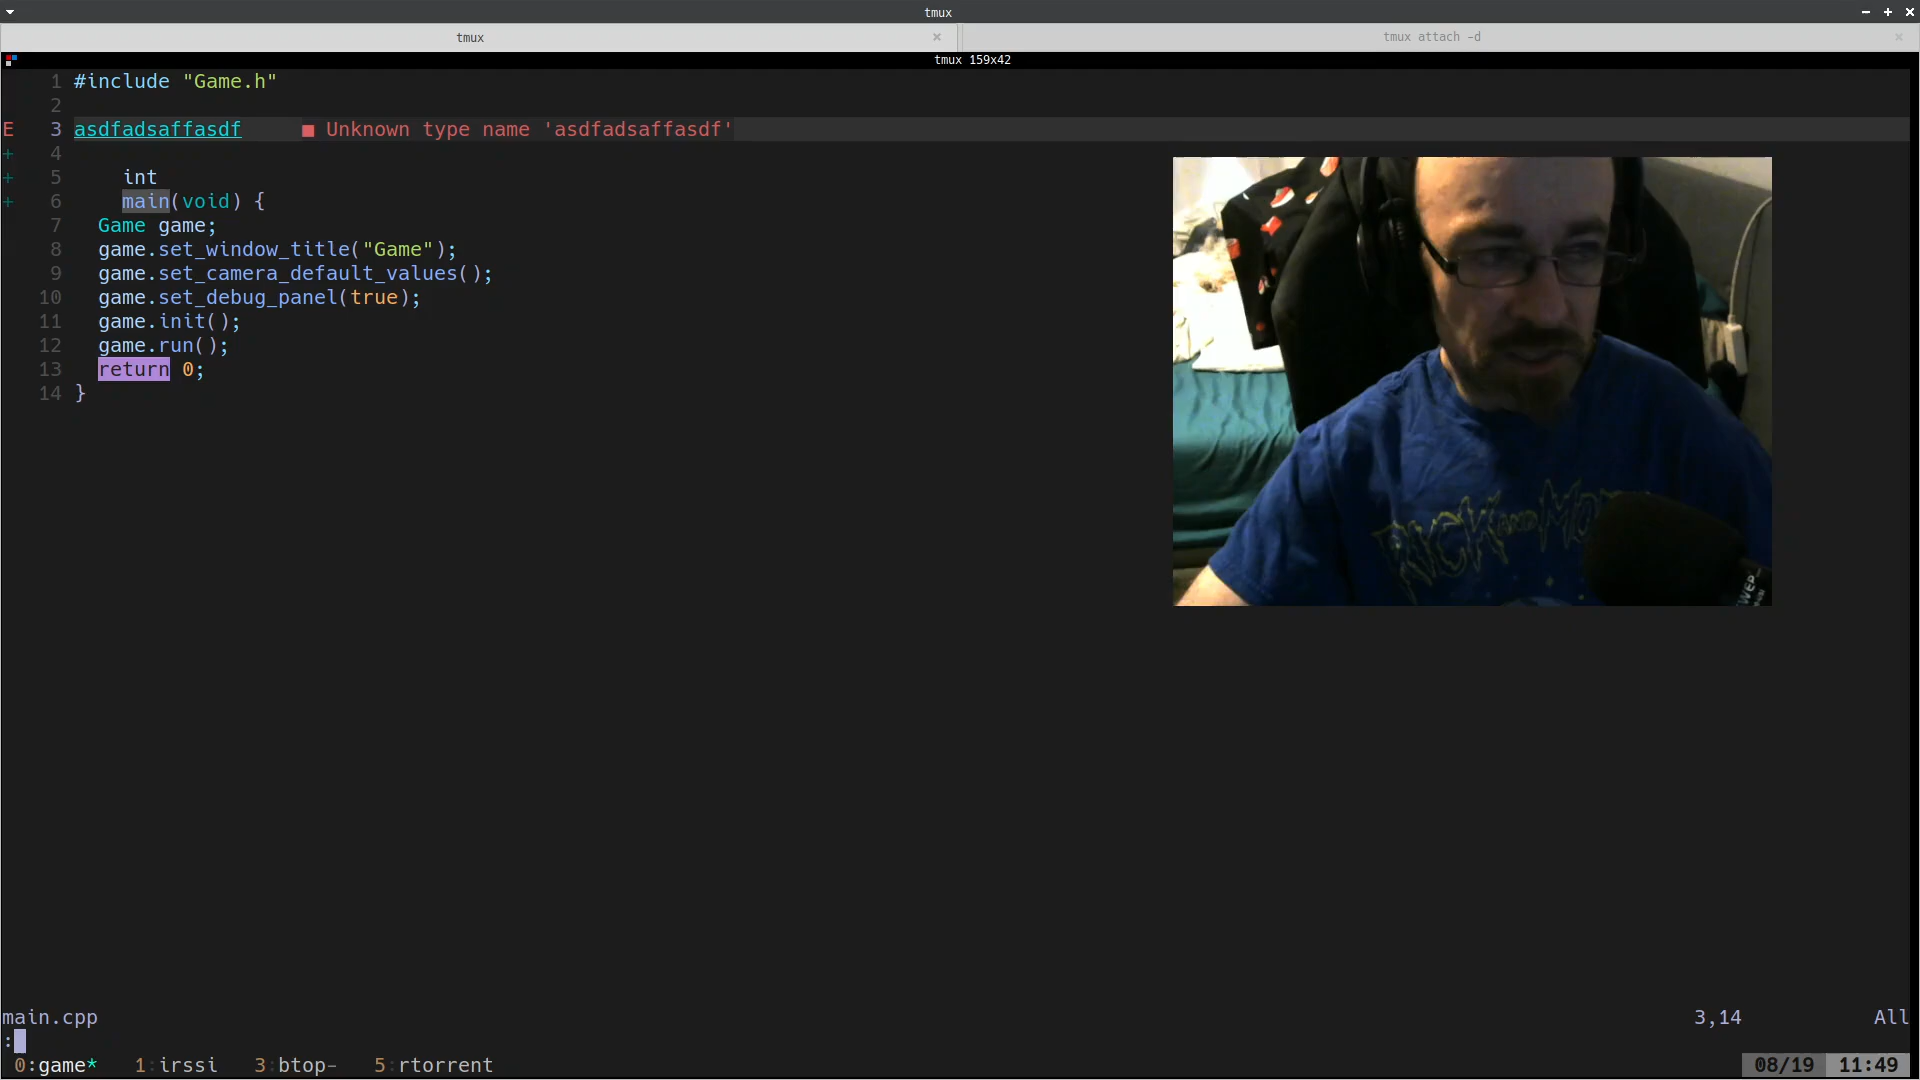 tmux
tmux × tmux attach -d ×
tmux 159x42
1 #include "Game.h"
2
E 3 asdfadsaffasdf ■ Unknown type name 'asdfadsaffasdf'
+ 4
+ 5 int
+ 6 main(void) {
7 Game game;
8 game.set_window_title("Game");
9 game.set_camera_default_values();
10 game.set_debug_panel(true);
11 game.init();
12 game.run();
13 return 0;
14 }
RICK AND MO
main.cpp 3,14 All
:
0:game* 1:irssi 3:btop- 5:rtorrent 08/19 11:49